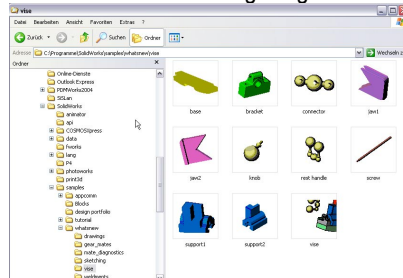 vise
Datei Bearbeiten Ansicht Favoriten Extras ?
Zurück Suchen Ordner
Adresse C:\Programme\SolidWorks\samples\whatsnew\vise Wechseln z
Ordner
Online-Dienste
Outlook Express
PDMWorks2004
SolidWorks
animator
api
COSMOSXpress
data
fworks
lang
P4
photoworks
print3d
samples
appcomm
Blocks
design portfolio
tutorial
whatsnew
drawings
gear_mates
mate_diagnostics
sketching
vise
weldments
base bracket connector jaw1
jaw2 knob rest handle screw
support1 support2 vise